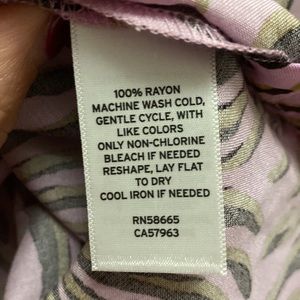 100% RAYON
MACHINE WASH COLD,
GENTLE CYCLE, WITH
LIKE COLORS
ONLY NON-CHLORINE
BLEACH IF NEEDED
RESHAPE, LAY FLAT
TO DRY
COOL IRON IF NEEDED
RN58665
CA57963